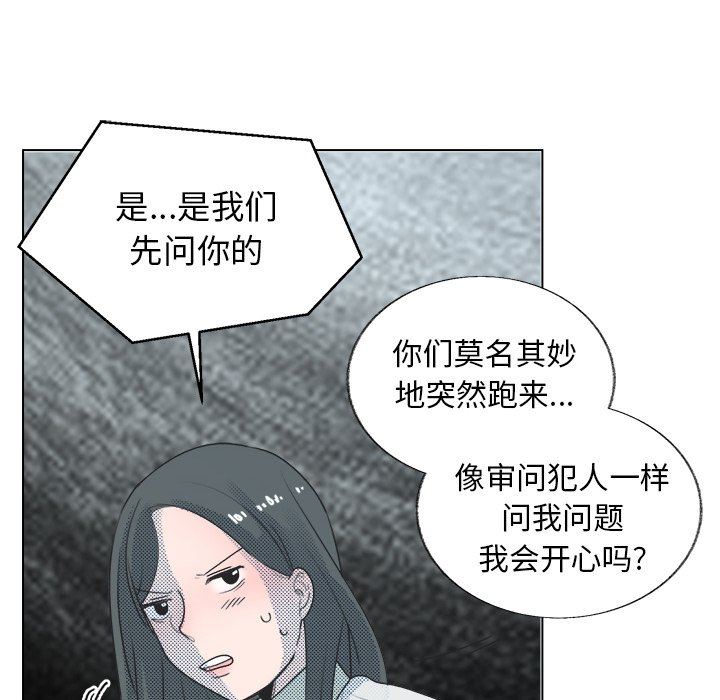 是...是我们
先问你的
你们莫名其妙
地突然跑来...
像审问犯人一样
问我问题
我会开心吗?